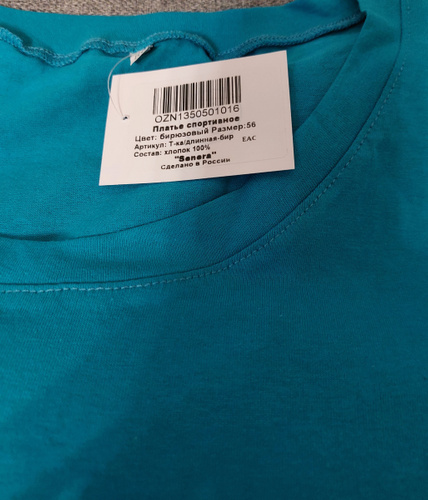 OZN1350501016
Платье спортивное
Цвет: бирюзовый Размер:56
Артикул: Т-ка/длинная-бир EAC
Состав: хлопок 100%
"Senera"
Сделано в России